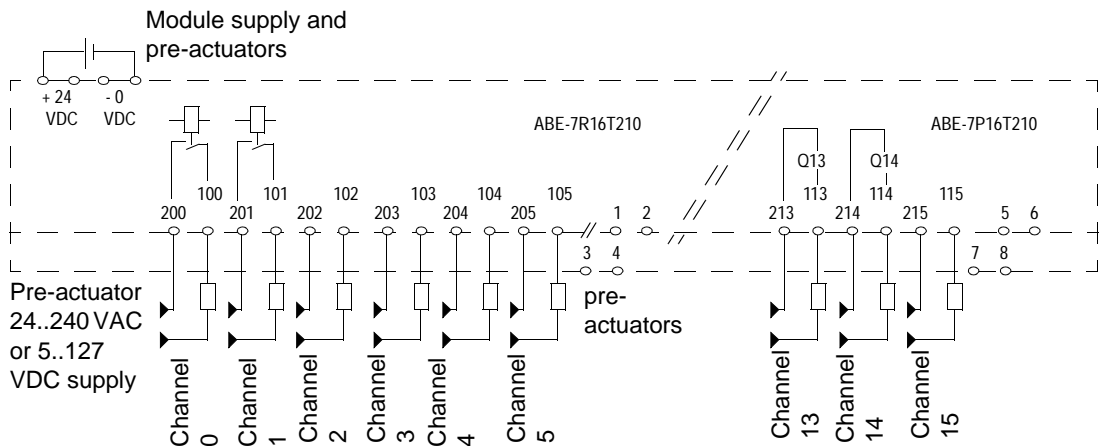 Module supply and
pre-actuators
+ 24
VDC
- 0
VDC
ABE-7R16T210
ABE-7P16T210
Q13
Q14
100
101
102
103
104
105
113
114
115
200
201
202
203
204
205
1
2
213
214
215
5
6
3
4
7
8
Pre-actuator
24..240 VAC
or 5..127
VDC supply
pre-
actuators
Channel
0
Channel
1
Channel
2
Channel
3
Channel
4
Channel
5
Channel
13
Channel
14
Channel
15